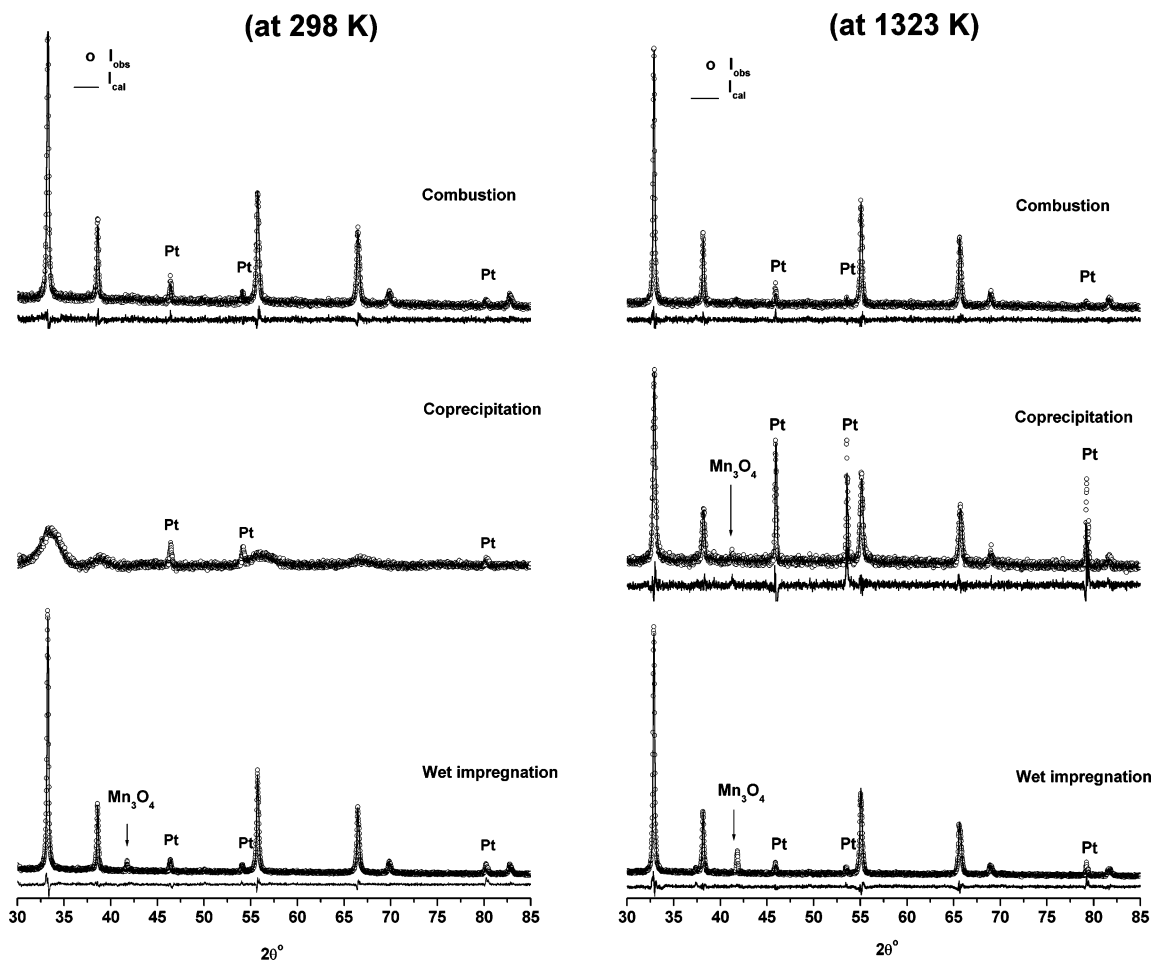 (at 298 K)
o I_obs
I_cal
Combustion
Pt
Pt
Pt
Coprecipitation
Pt
Pt
Pt
Wet impregnation
Mn₃O₄
Pt
Pt
Pt
30 35 40 45 50 55 60 65 70 75 80 85
2θ°
(at 1323 K)
o I_obs
I_cal
Combustion
Pt
Pt
Pt
Coprecipitation
Pt
Pt
Pt
Mn₃O₄
Wet impregnation
Mn₃O₄
Pt
Pt
Pt
30 35 40 45 50 55 60 65 70 75 80 85
2θ°